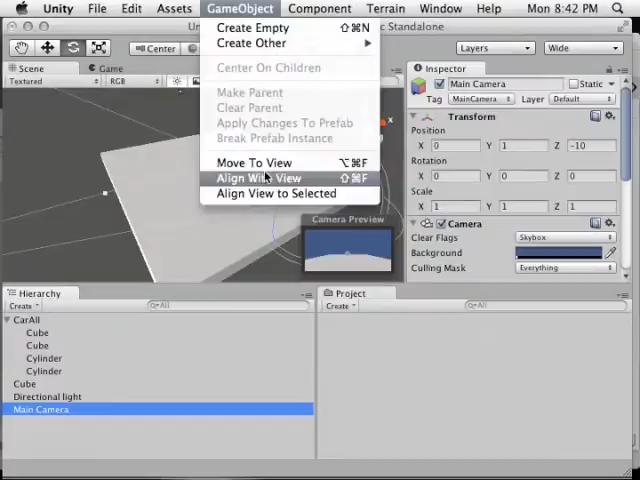 Unity File Edit Assets GameObject Component Terrain Window Help Mon 8:42 PM
Standalone
Center Layers Wide
Scene Game
Textured RGB
Create Empty ⇧⌘N
Create Other
Center On Children
Make Parent
Clear Parent
Apply Changes To Prefab
Break Prefab Instance
Move To View ⌥⌘F
Align With View ⇧⌘F
Align View to Selected
x
Camera Preview
Inspector
Main Camera Static
Tag MainCamera Layer Default
Transform
Position
X 0 Y 1 Z -10
Rotation
X 0 Y 0 Z 0
Scale
X 1 Y 1 Z 1
Camera
Clear Flags Skybox
Background
Culling Mask Everything
Hierarchy
Create All
CarAll
Cube
Cube
Cylinder
Cylinder
Cube
Directional light
Main Camera
Project
Create All